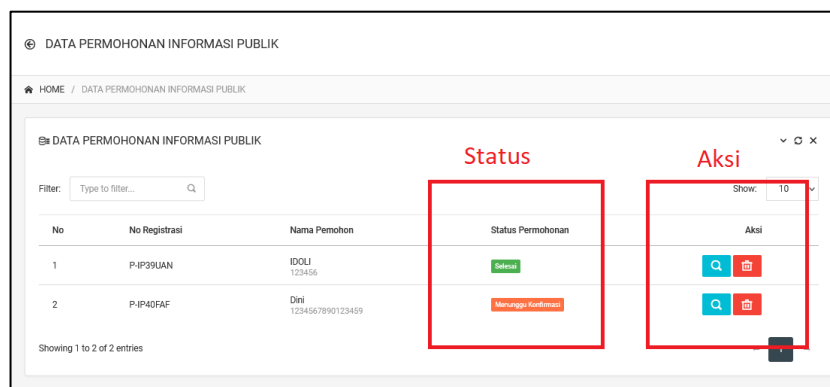 DATA PERMOHONAN INFORMASI PUBLIK
HOME / DATA PERMOHONAN INFORMASI PUBLIK
DATA PERMOHONAN INFORMASI PUBLIK
Status Aksi
Filter: Type to filter... Show: 10
No No Registrasi Nama Pemohon Status Permohonan Aksi
1 P-IP39UAN IDOLI Selesai
123456
2 P-IP40FAF Dini Menunggu Konfirmasi
1234567890123459
Showing 1 to 2 of 2 entries